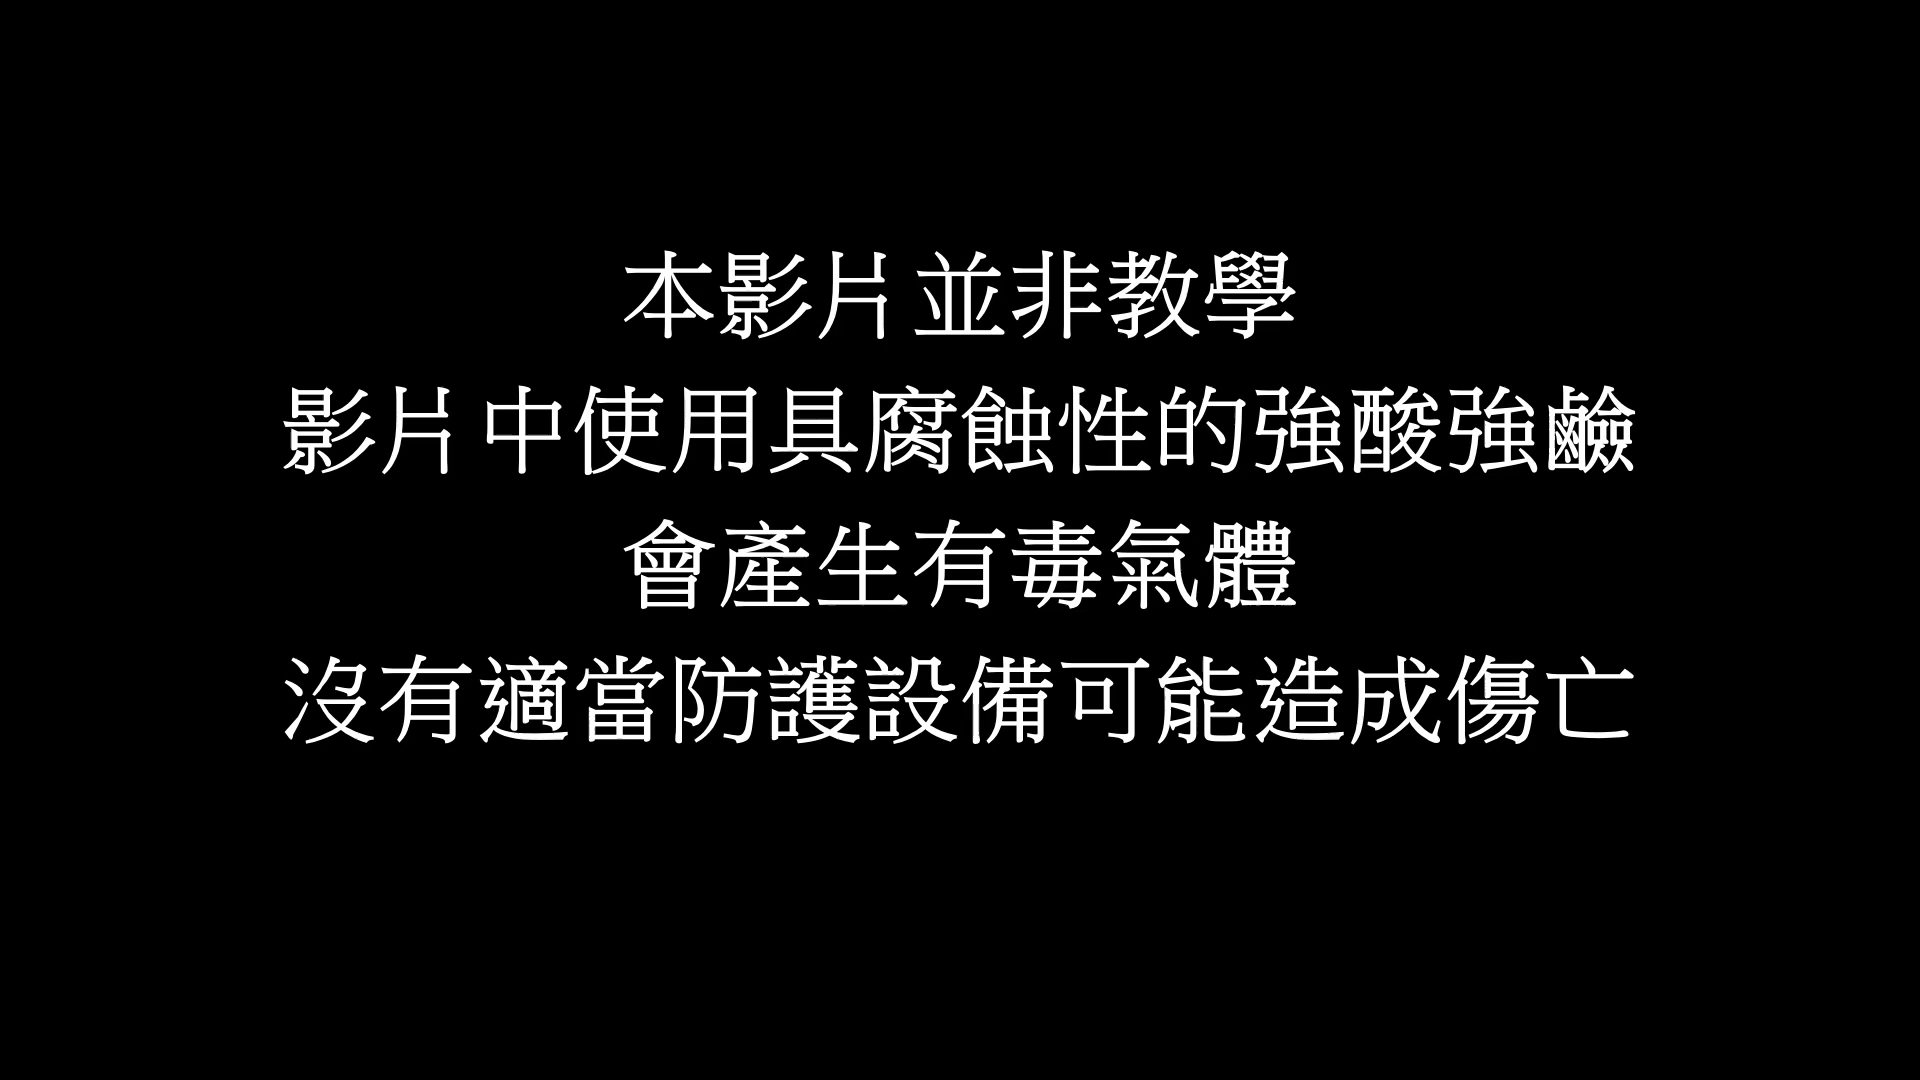 本影片並非教學
影片中使用具腐蝕性的強酸強鹼
會產生有毒氣體
沒有適當防護設備可能造成傷亡